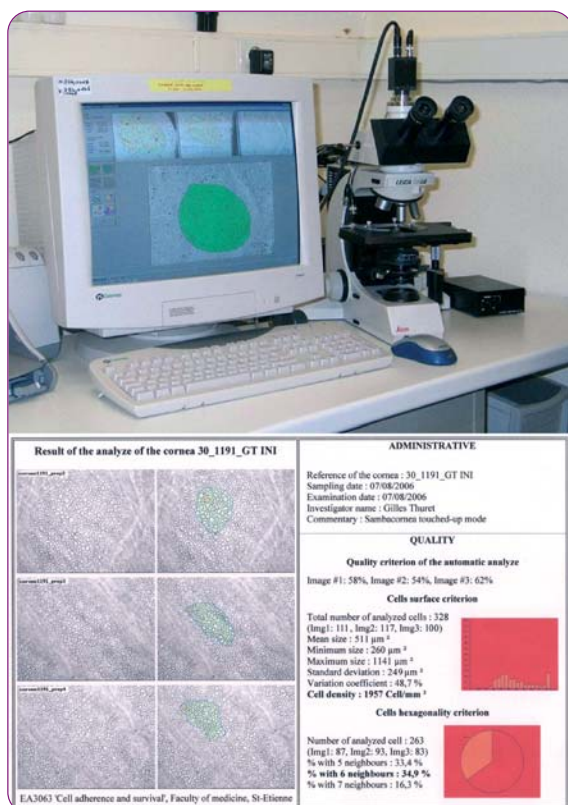 Leica
Result of the analyze of the cornea 30_1191_GT INI
EA3063 'Cell adherence and survival', Faculty of medicine, St-Etienne
ADMINISTRATIVE
Reference of the cornea : 30_1191_GT INI
Sampling date : 07/08/2006
Examination date : 07/08/2006
Investigator name : Gilles Thuret
Commentary : Sambacornea touched-up mode
QUALITY
Quality criterion of the automatic analyze
Image #1: 58%, Image #2: 54%, Image #3: 62%
Cells surface criterion
Total number of analyzed cells : 328
(Img1: 111, Img2: 117, Img3: 100)
Mean size : 511 µm ²
Minimum size : 260 µm ²
Maximum size : 1141 µm ²
Standard deviation : 249 µm ²
Variation coefficient : 48,7 %
Cell density : 1957 Cell/mm ²
Cells hexagonality criterion
Number of analyzed cell : 263
(Img1: 87, Img2: 93, Img3: 83)
% with 5 neighbours : 33,4 %
% with 6 neighbours : 34,9 %
% with 7 neighbours : 16,3 %